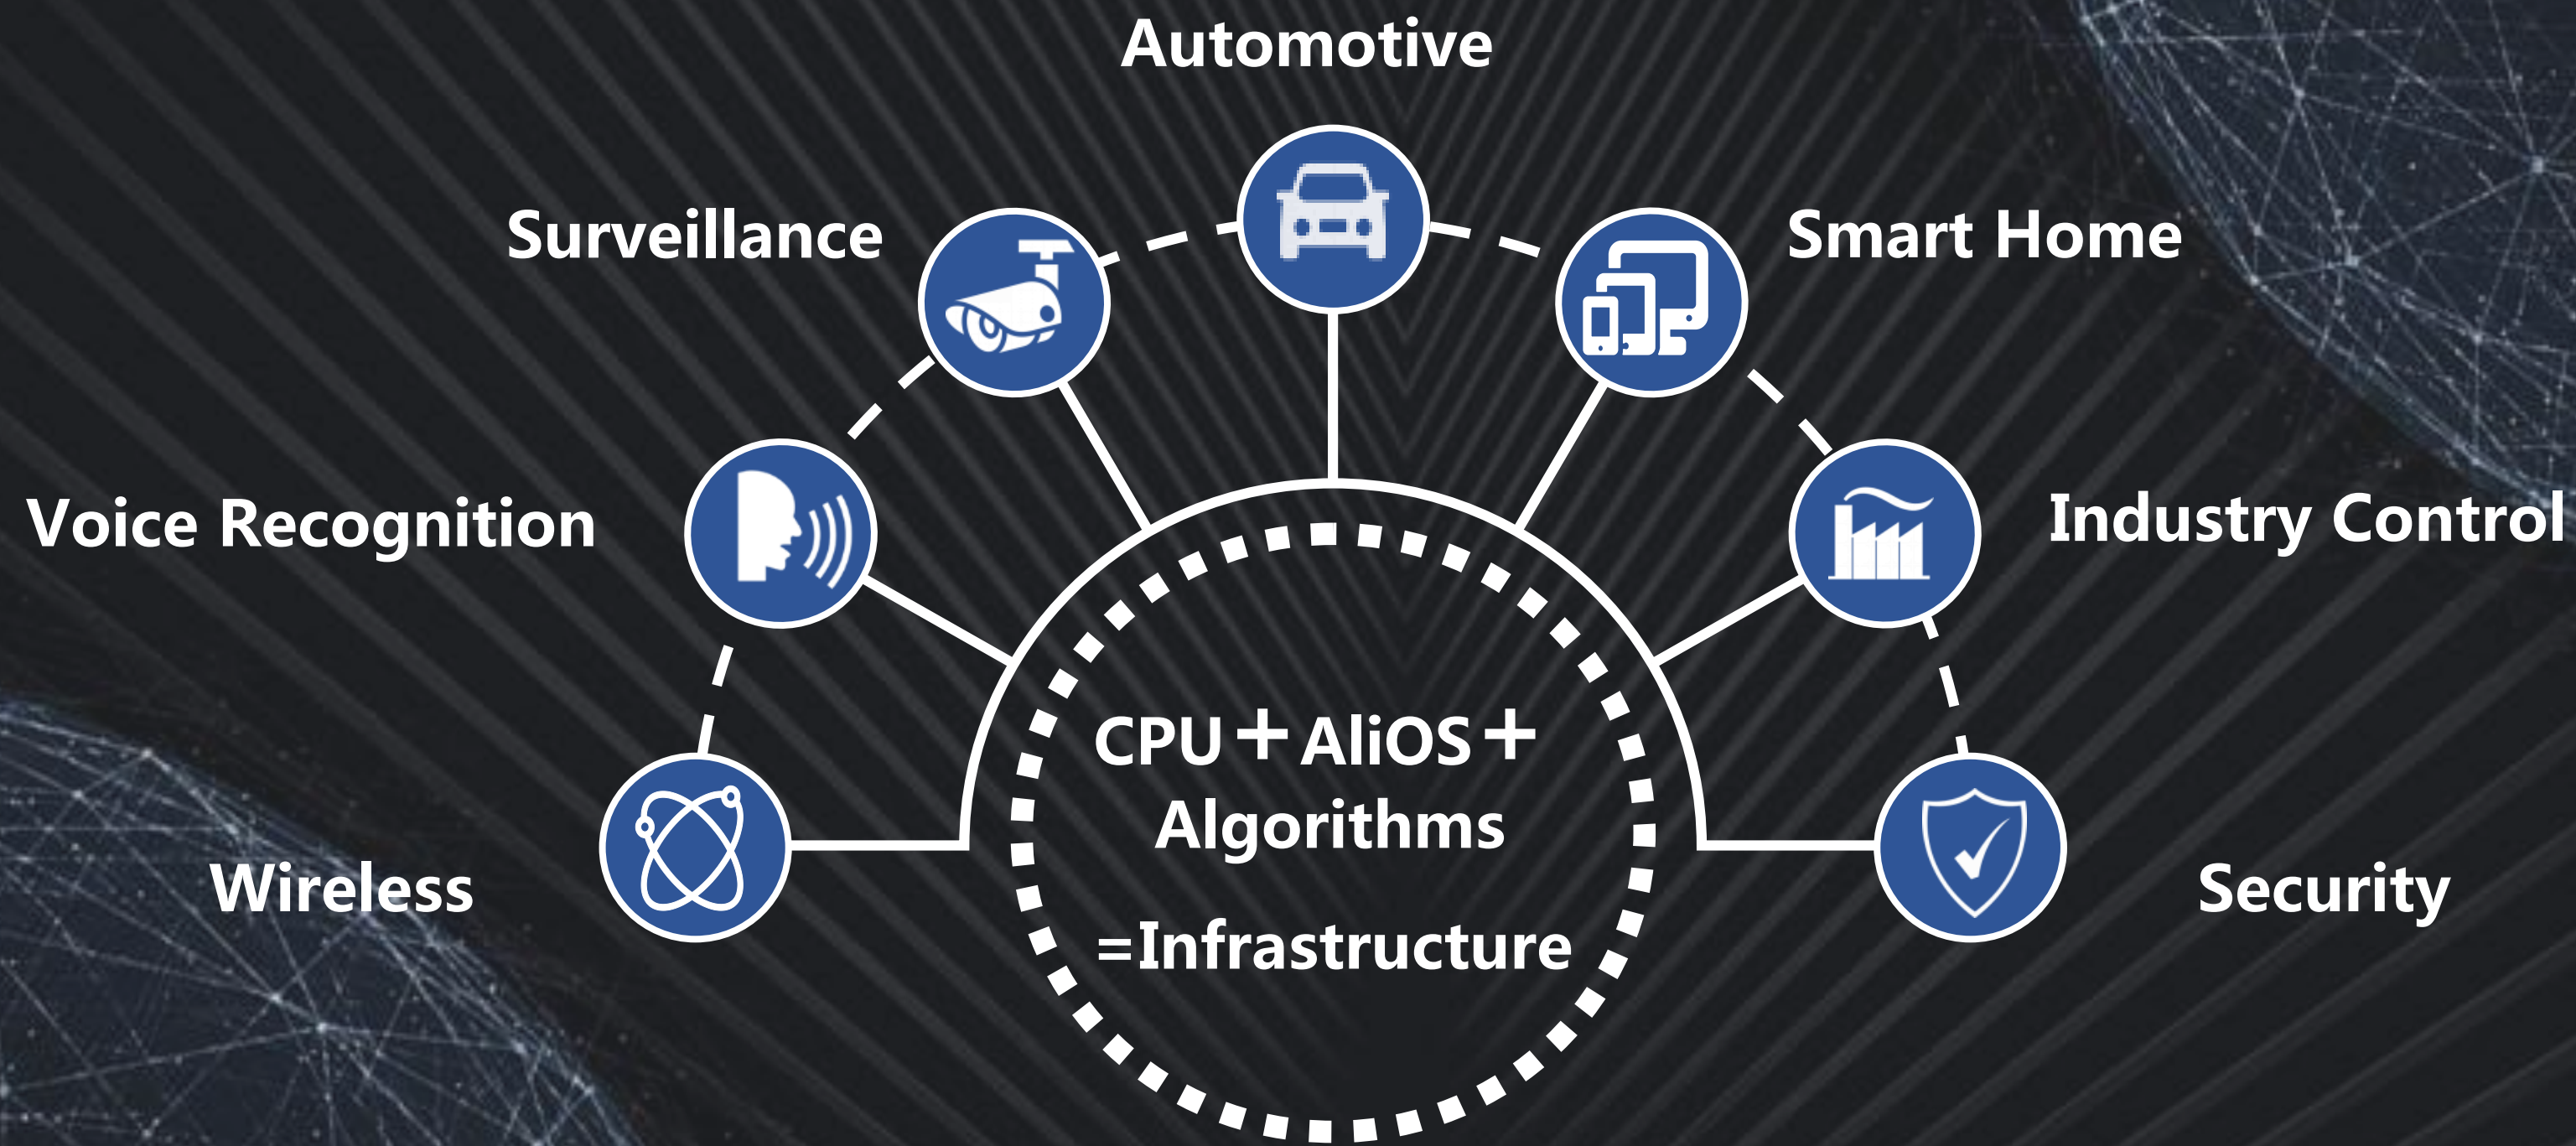 Automotive
Surveillance
Smart Home
Voice Recognition
Industry Control
CPU+AliOS+
Algorithms
=Infrastructure
Wireless
Security